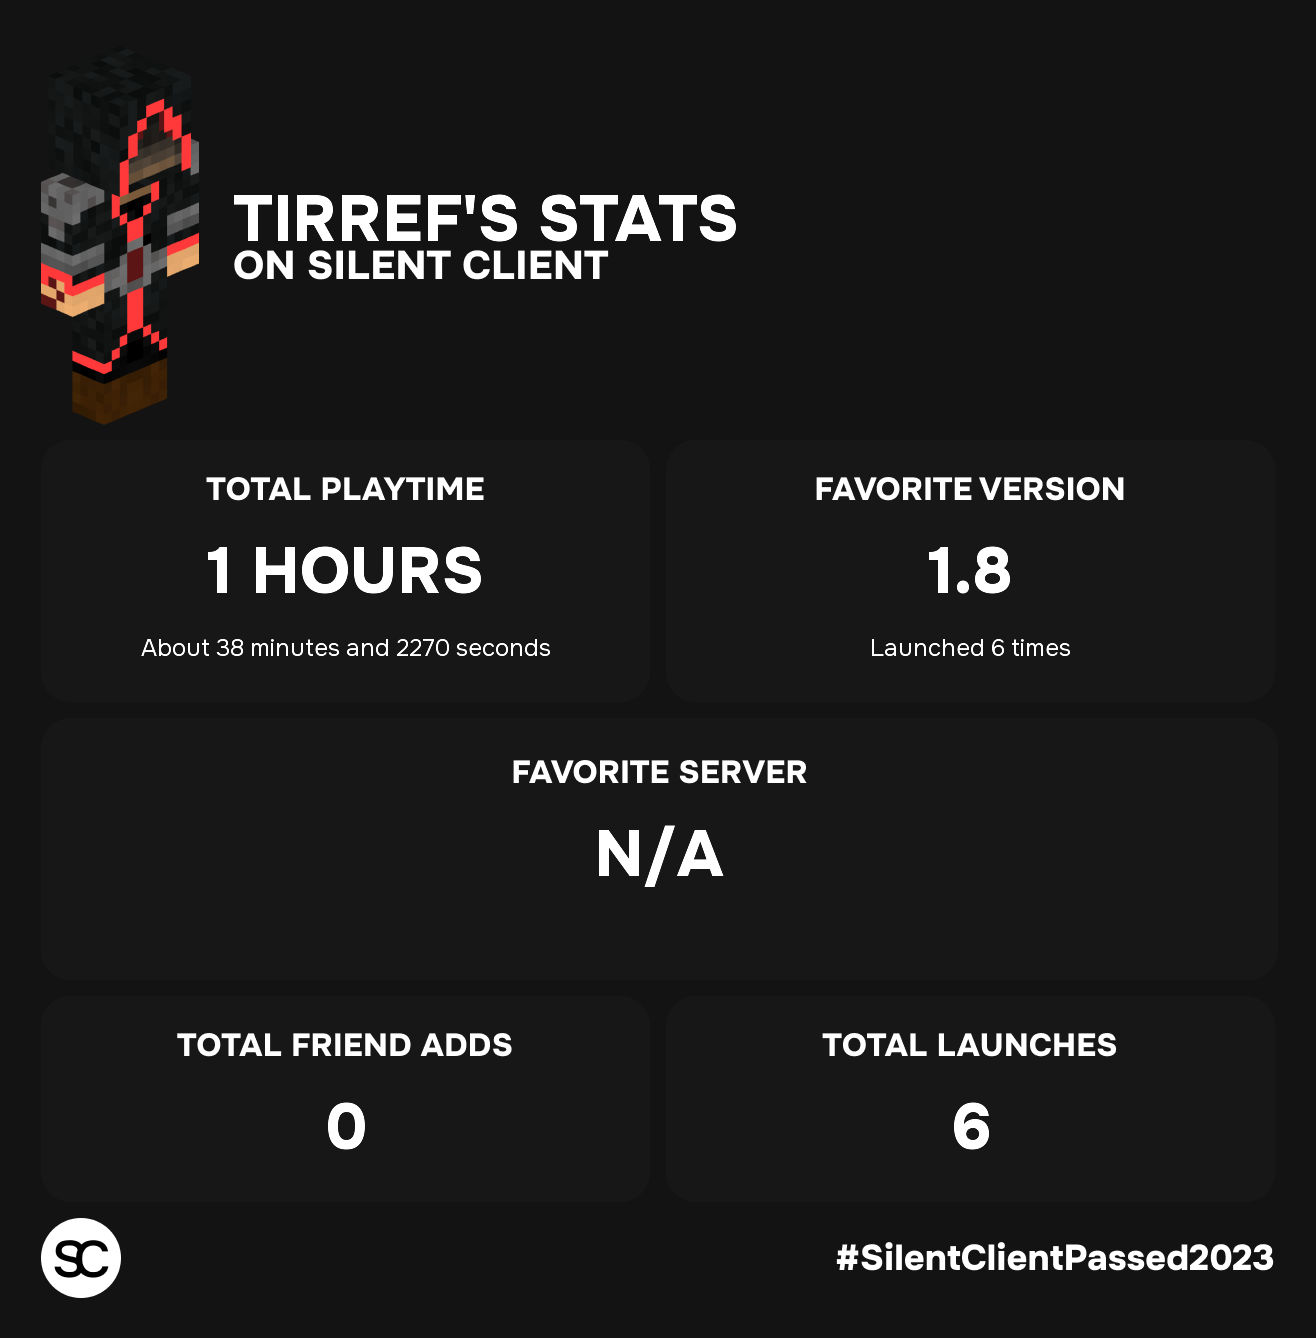 TIRREF'S STATS
ON SILENT CLIENT
TOTAL PLAYTIME
1 HOURS
About 38 minutes and 2270 seconds
FAVORITE VERSION
1.8
Launched 6 times
FAVORITE SERVER
N/A
TOTAL FRIEND ADDS
0
TOTAL LAUNCHES
6
SC
#SilentClientPassed2023